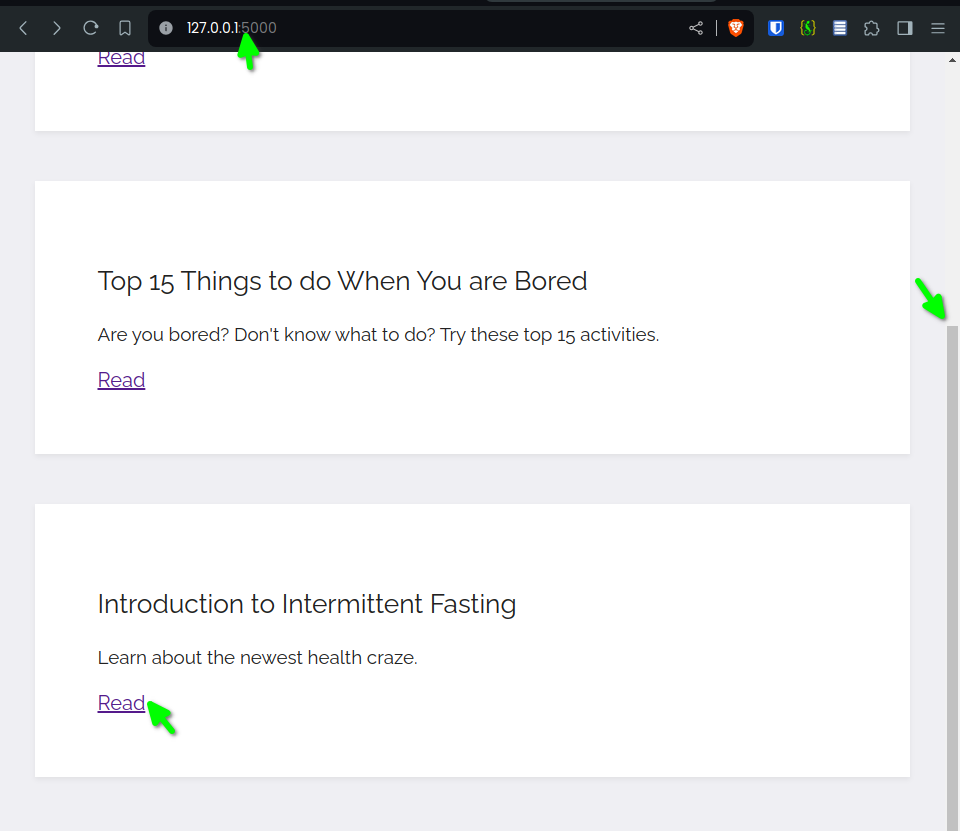 127.0.0.1:5000
Read
Top 15 Things to do When You are Bored
Are you bored? Don't know what to do? Try these top 15 activities.
Read
Introduction to Intermittent Fasting
Learn about the newest health craze.
Read